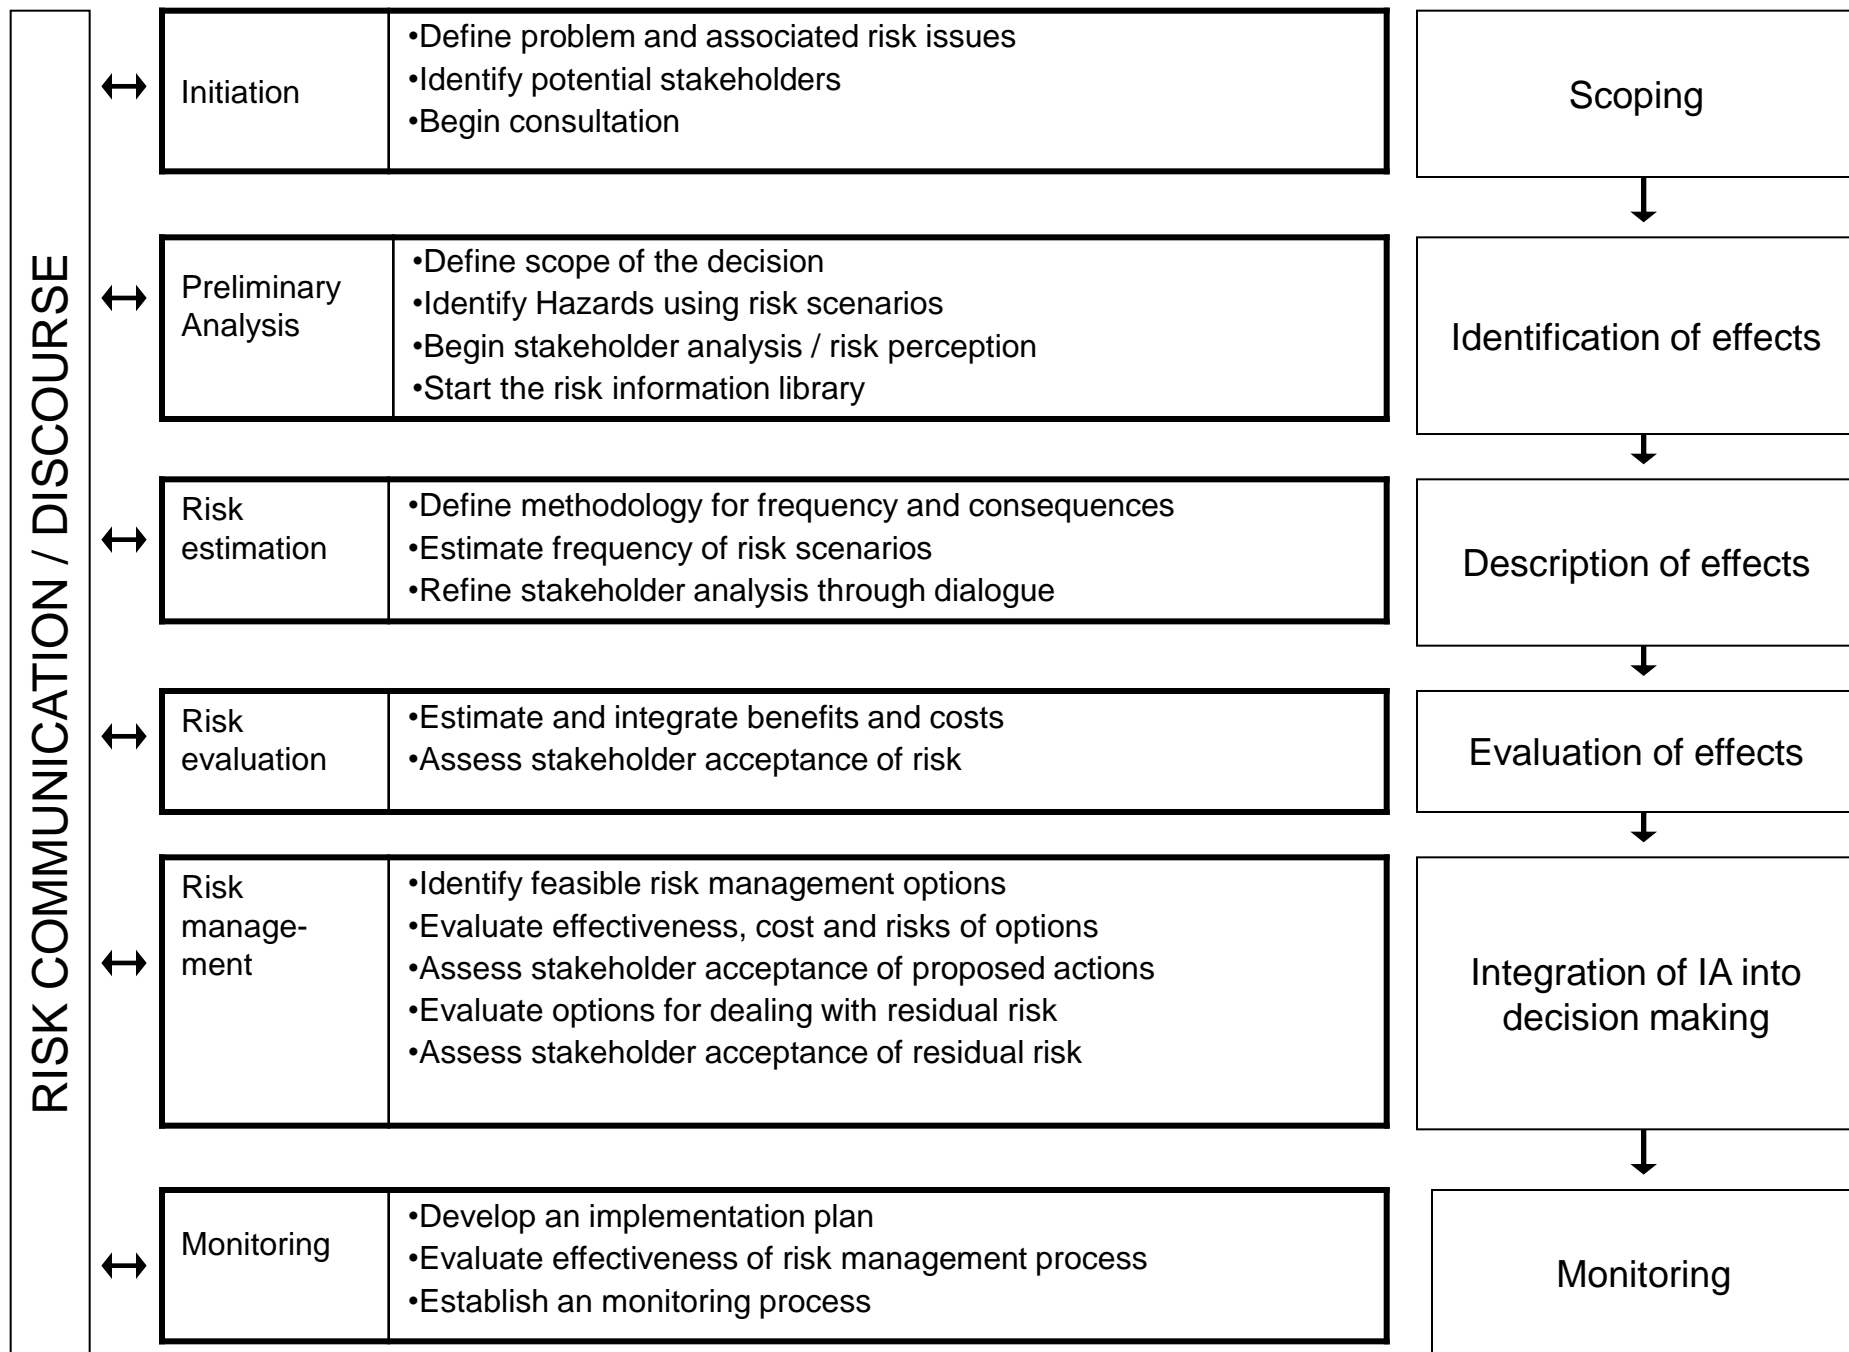 RISK COMMUNICATION / DISCOURSE
Initiation
•Define problem and associated risk issues
•Identify potential stakeholders
•Begin consultation
Scoping
Preliminary
Analysis
•Define scope of the decision
•Identify Hazards using risk scenarios
•Begin stakeholder analysis / risk perception
•Start the risk information library
Identification of effects
Risk
estimation
•Define methodology for frequency and consequences
•Estimate frequency of risk scenarios
•Refine stakeholder analysis through dialogue
Description of effects
Risk
evaluation
•Estimate and integrate benefits and costs
•Assess stakeholder acceptance of risk
Evaluation of effects
Risk
manage-
ment
•Identify feasible risk management options
•Evaluate effectiveness, cost and risks of options
•Assess stakeholder acceptance of proposed actions
•Evaluate options for dealing with residual risk
•Assess stakeholder acceptance of residual risk
Integration of IA into
decision making
Monitoring
•Develop an implementation plan
•Evaluate effectiveness of risk management process
•Establish an monitoring process
Monitoring